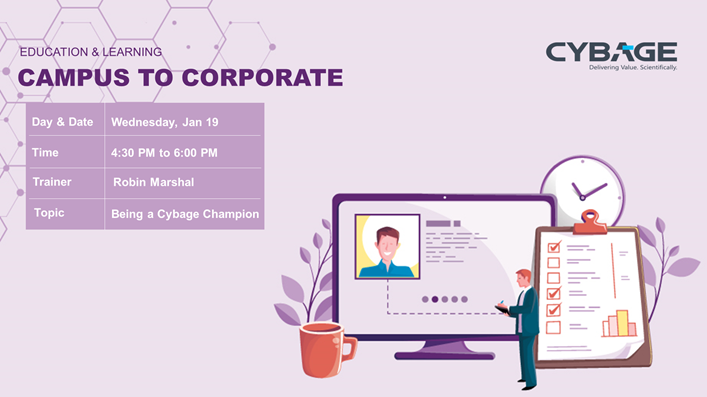 EDUCATION & LEARNING
CAMPUS TO CORPORATE
CYBAGE
Delivering Value. Scientifically.
Day & Date Wednesday, Jan 19
Time 4:30 PM to 6:00 PM
Trainer Robin Marshal
Topic Being a Cybage Champion